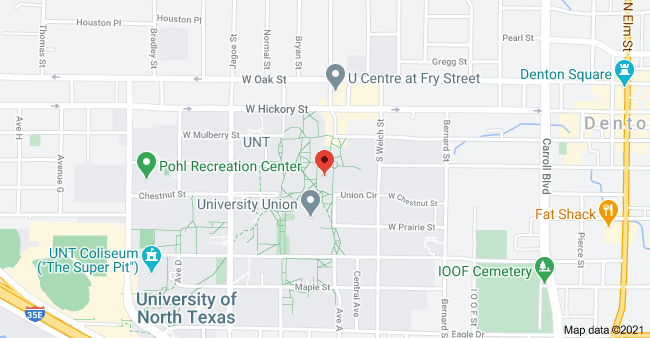 Houston Pl
Houston Pl
Thomas St
Bradley St
Jagoe St
Normal St
Bryan St
N Elm St
Pearl St
Gregg St
W Oak St
U Centre at Fry Street
Denton Square
W Hickory St
Ave H
W Mulberry St
UNT
S Welch St
Bernard St
Dento
Carroll Blvd
Avenue G
Pohl Recreation Center
Chestnut St
University Union
Union Cir
W Chestnut St
Fat Shack
W Prairie St
Pierce St
UNT Coliseum
("The Super Pit")
Ave D
IOOF Cemetery
University of
North Texas
Maple St
Central Ave
Ave A
Bernard S
I O O F St
35E
Eagle Dr
Map data ©2021